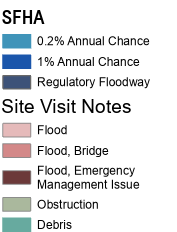 SFHA
0.2% Annual Chance
1% Annual Chance
Regulatory Floodway
Site Visit Notes
Flood
Flood, Bridge
Flood, Emergency
Management Issue
Obstruction
Debris